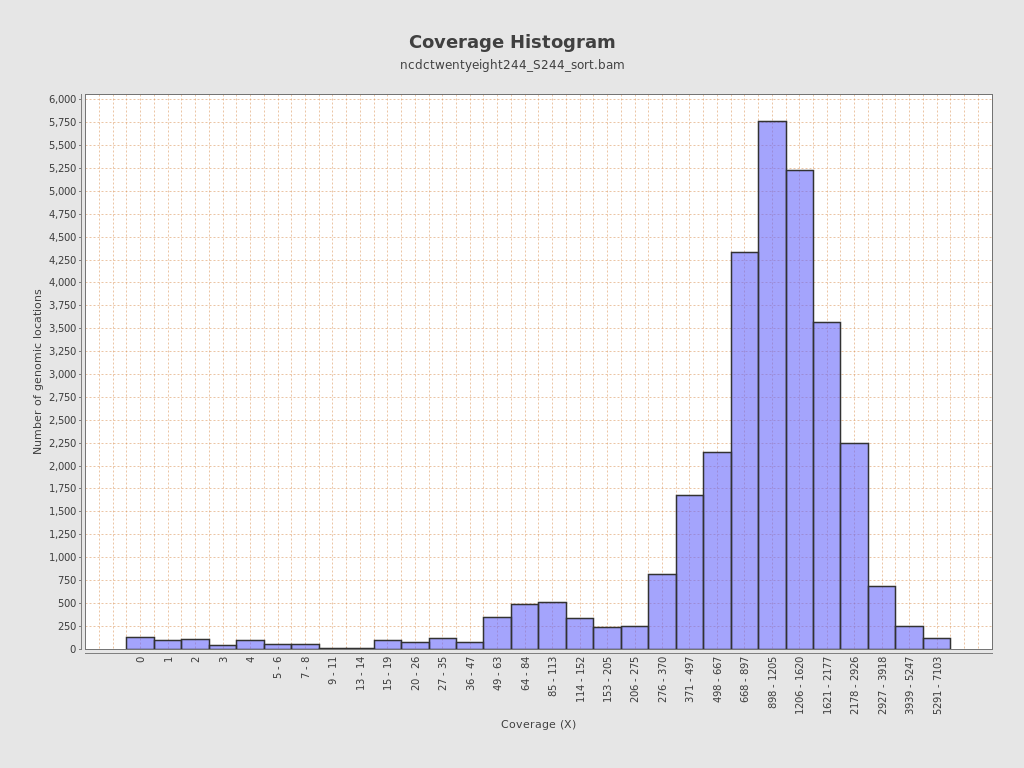 Coverage Histogram
ncdctwentyeight244_S244_sort.bam
Number of genomic locations
6,000
5,750
5,500
5,250
5,000
4,750
4,500
4,250
4,000
3,750
3,500
3,250
3,000
2,750
2,500
2,250
2,000
1,750
1,500
1,250
1,000
750
500
250
0
0
1
2
3
4
5 - 6
7 - 8
9 - 11
13 - 14
15 - 19
20 - 26
27 - 35
36 - 47
49 - 63
64 - 84
85 - 113
114 - 152
153 - 205
206 - 275
276 - 370
371 - 497
498 - 667
668 - 897
898 - 1205
1206 - 1620
1621 - 2177
2178 - 2926
2927 - 3918
3939 - 5247
5291 - 7103
Coverage (X)